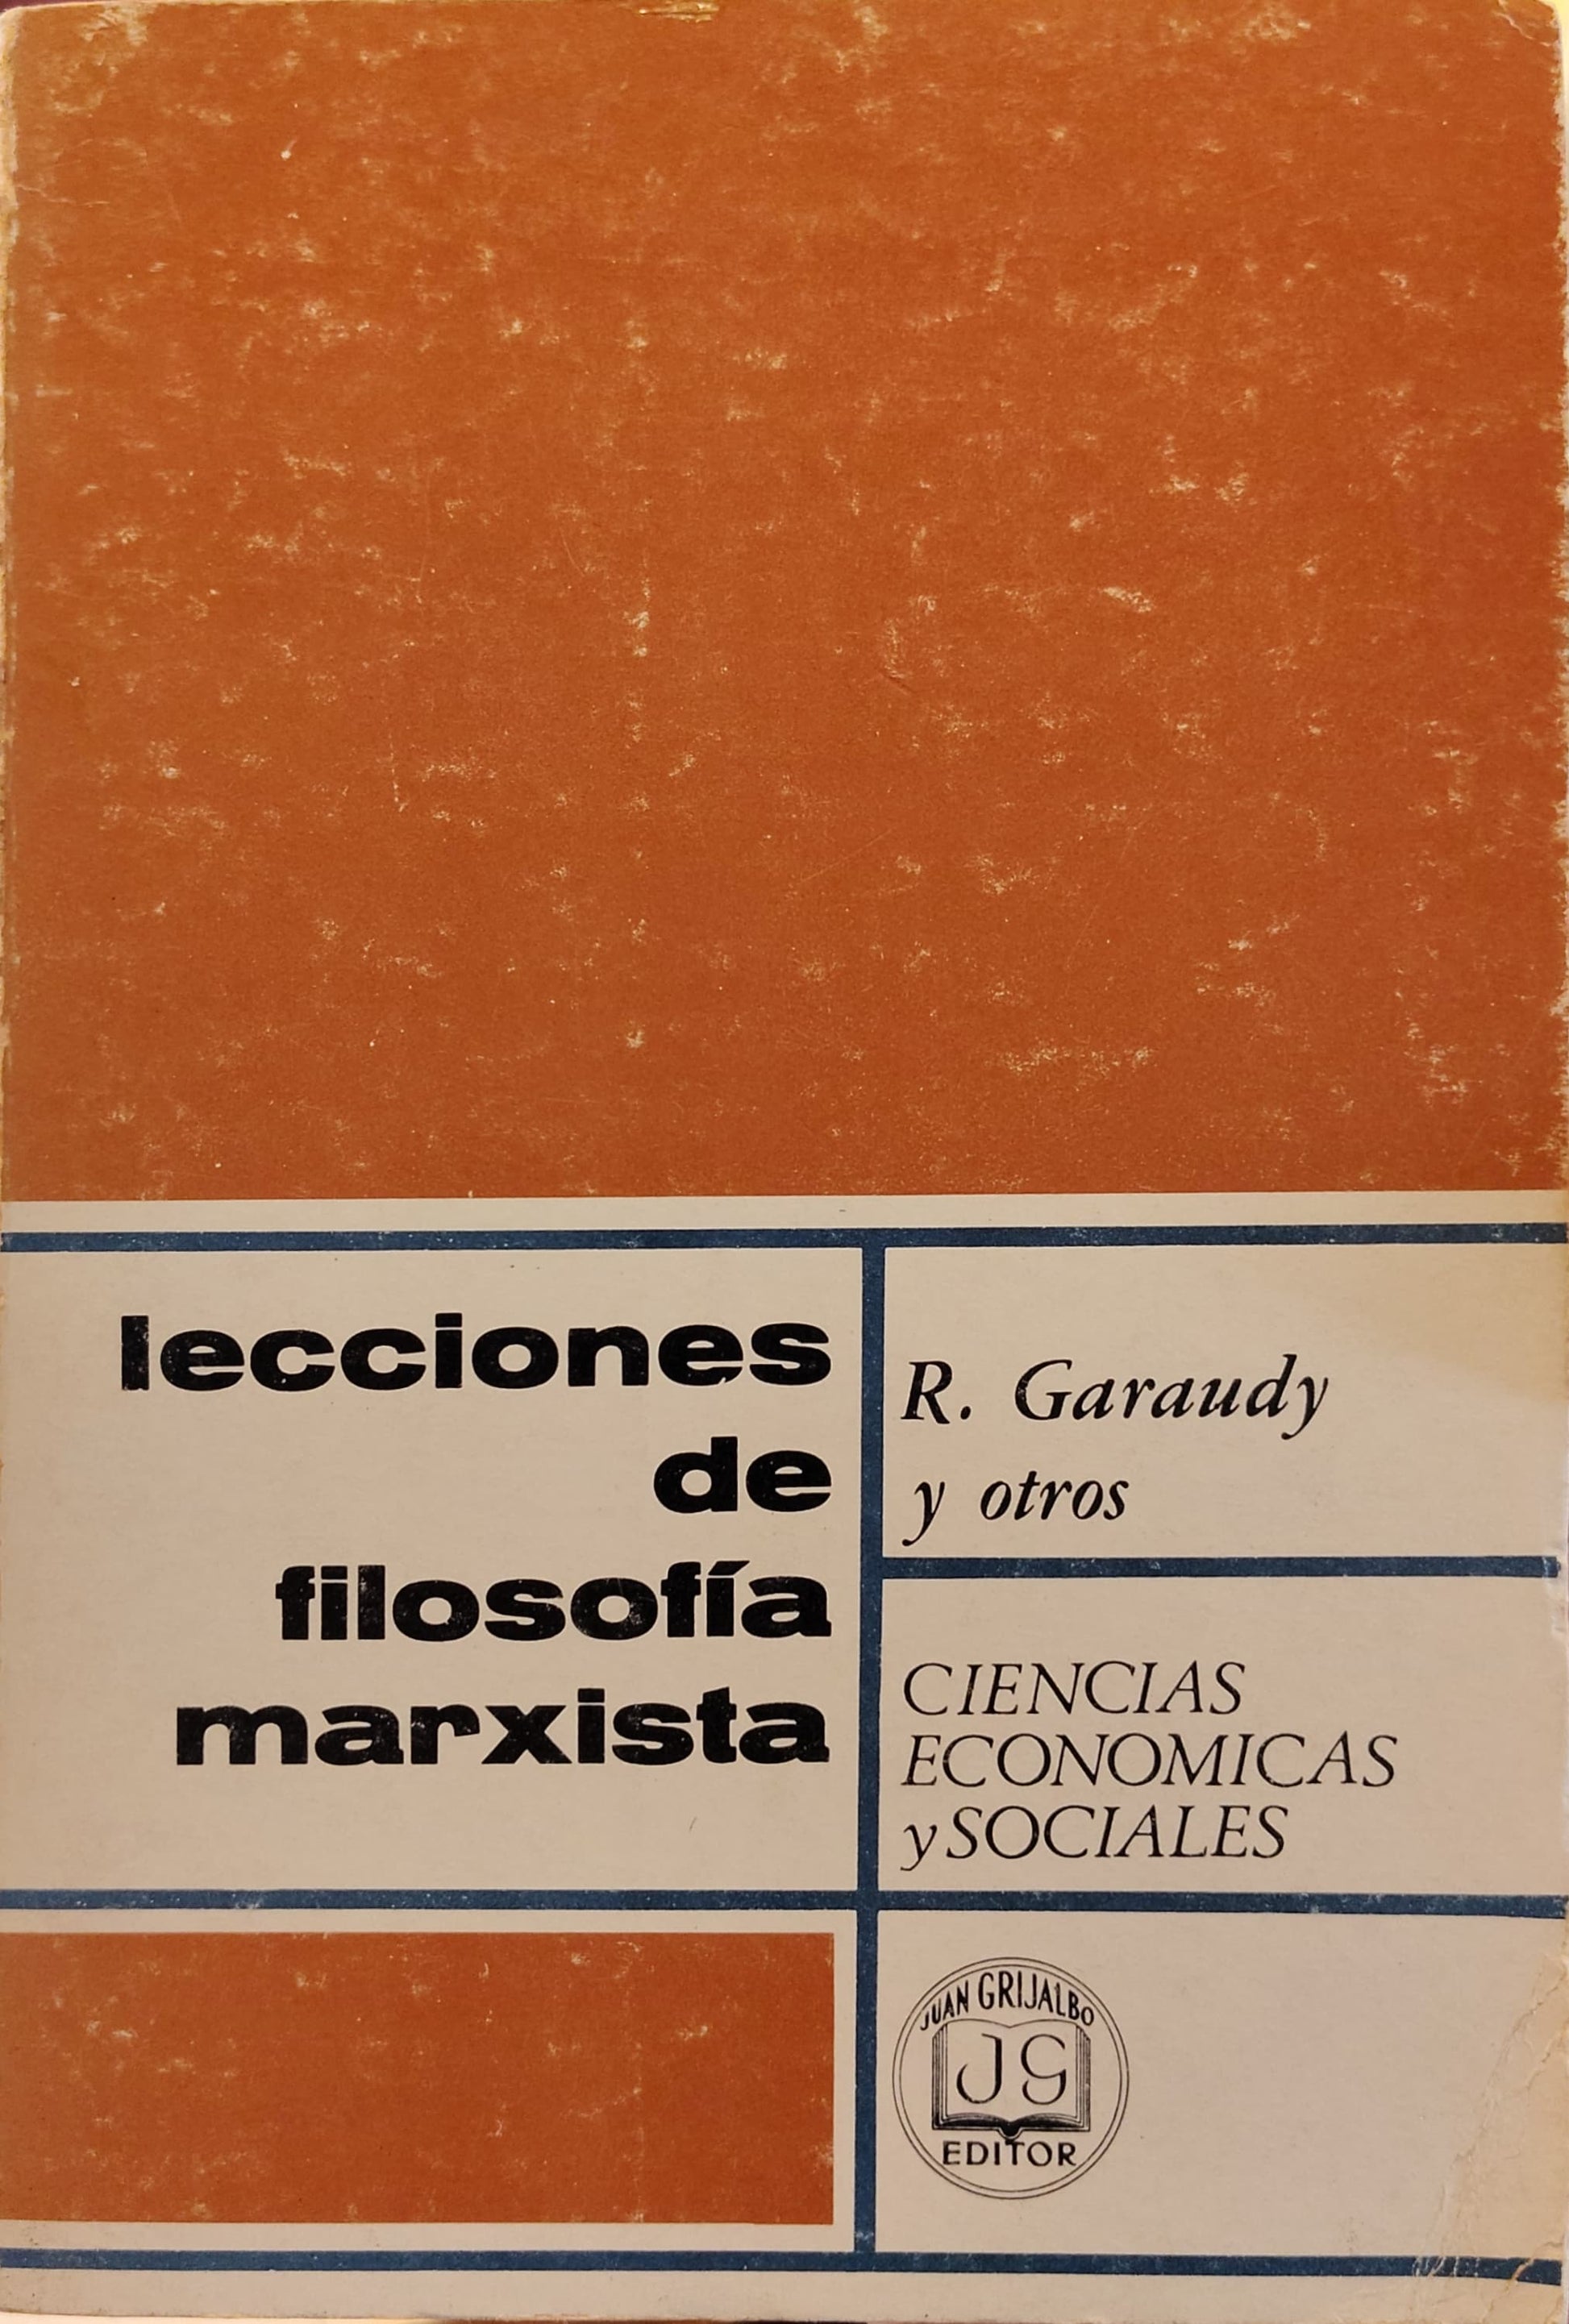 lecciones
de
filosofía
marxista
R. Garaudy
y otros
CIENCIAS
ECONOMICAS
y SOCIALES
JUAN GRIJALBO
JG
EDITOR